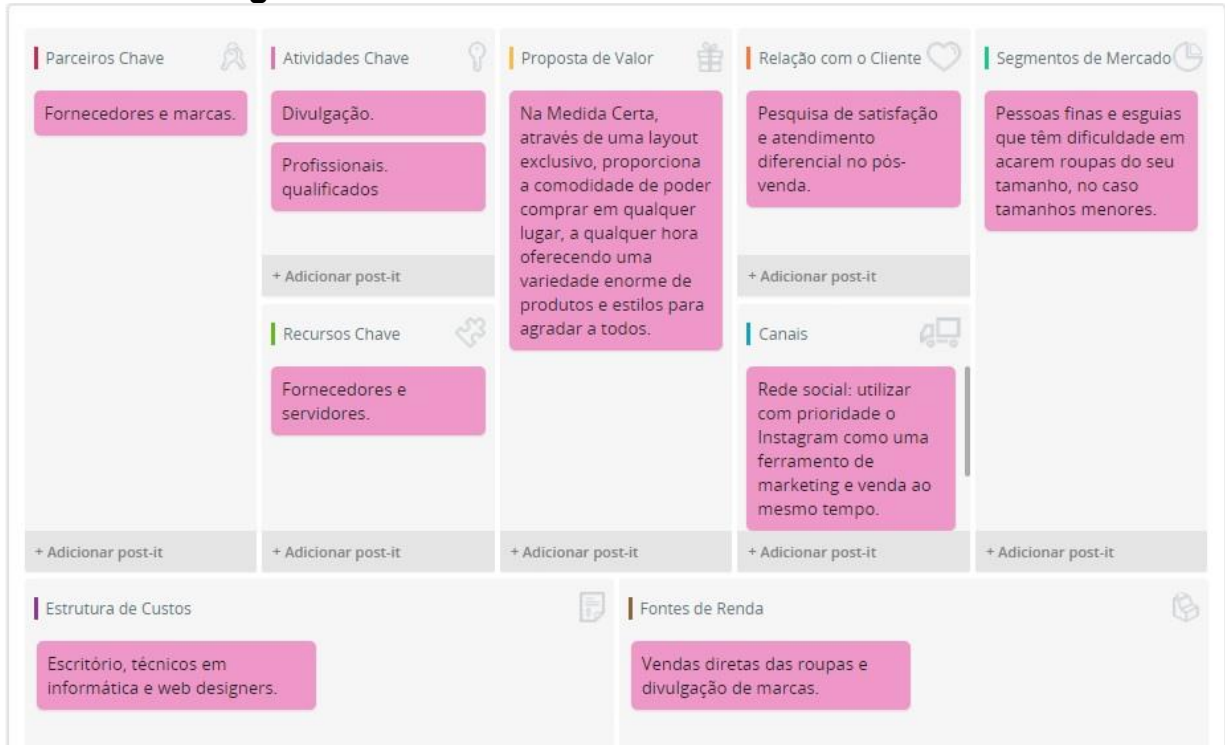 g
Parceiros Chave
Fornecedores e marcas.
+ Adicionar post-it
Atividades Chave
Divulgação.
Profissionais.
qualificados
+ Adicionar post-it
Recursos Chave
Fornecedores e
servidores.
+ Adicionar post-it
Proposta de Valor
Na Medida Certa,
através de uma layout
exclusivo, proporciona
a comodidade de poder
comprar em qualquer
lugar, a qualquer hora
oferecendo uma
variedade enorme de
produtos e estilos para
agradar a todos.
+ Adicionar post-it
Relação com o Cliente
Pesquisa de satisfação
e atendimento
diferencial no pós-
venda.
+ Adicionar post-it
Canais
Rede social: utilizar
com prioridade o
Instagram como uma
ferramento de
marketing e venda ao
mesmo tempo.
+ Adicionar post-it
Segmentos de Mercado
Pessoas finas e esguias
que têm dificuldade em
acarem roupas do seu
tamanho, no caso
tamanhos menores.
+ Adicionar post-it
Estrutura de Custos
Escritório, técnicos em
informática e web designers.
Fontes de Renda
Vendas diretas das roupas e
divulgação de marcas.